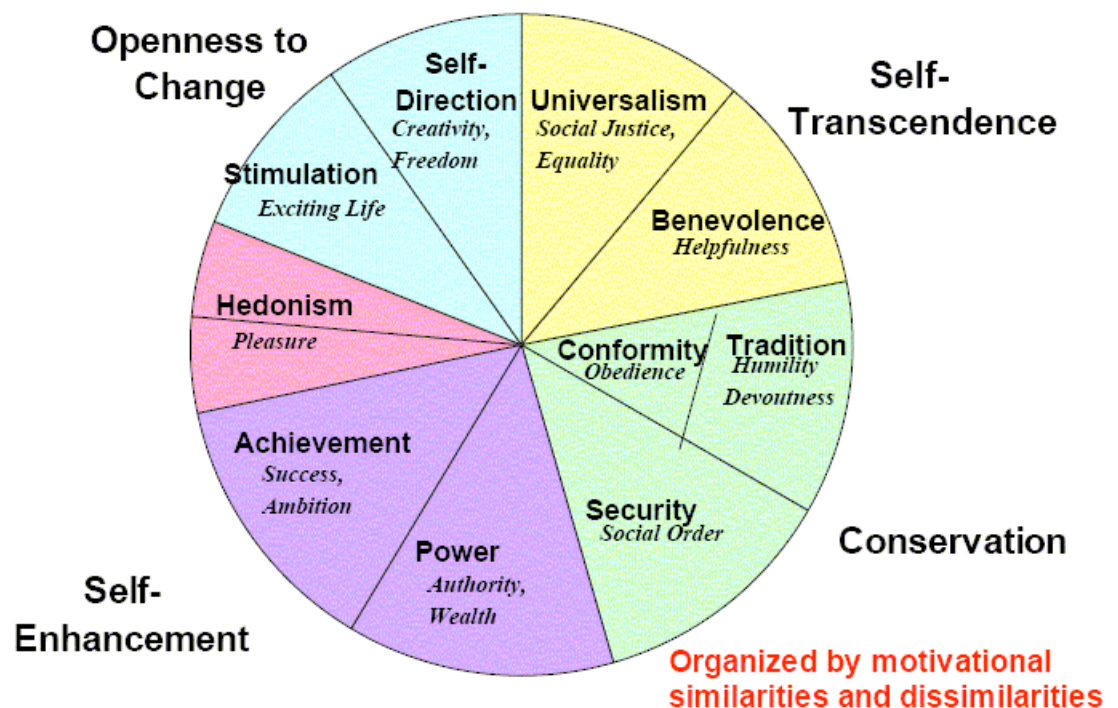 Openness to
Change
Self-
Direction
Creativity,
Freedom
Universalism
Social Justice,
Equality
Self-
Transcendence
Stimulation
Exciting Life
Benevolence
Helpfulness
Hedonism
Pleasure
Conformity
Obedience
Tradition
Humility
Devoutness
Achievement
Success,
Ambition
Security
Social Order
Power
Authority,
Wealth
Conservation
Self-
Enhancement
Organized by motivational
similarities and dissimilarities